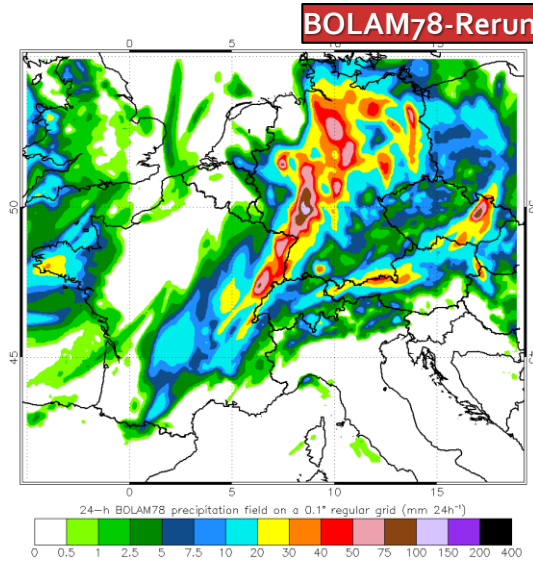 BOLAM78-Rerun
0 5 10 15
50
45
0 5 10 15
24-h BOLAM78 precipitation field on a 0.1° regular grid (mm 24h⁻¹)
0 0.5 1 2.5 5 7.5 10 20 30 40 50 75 100 150 200 400